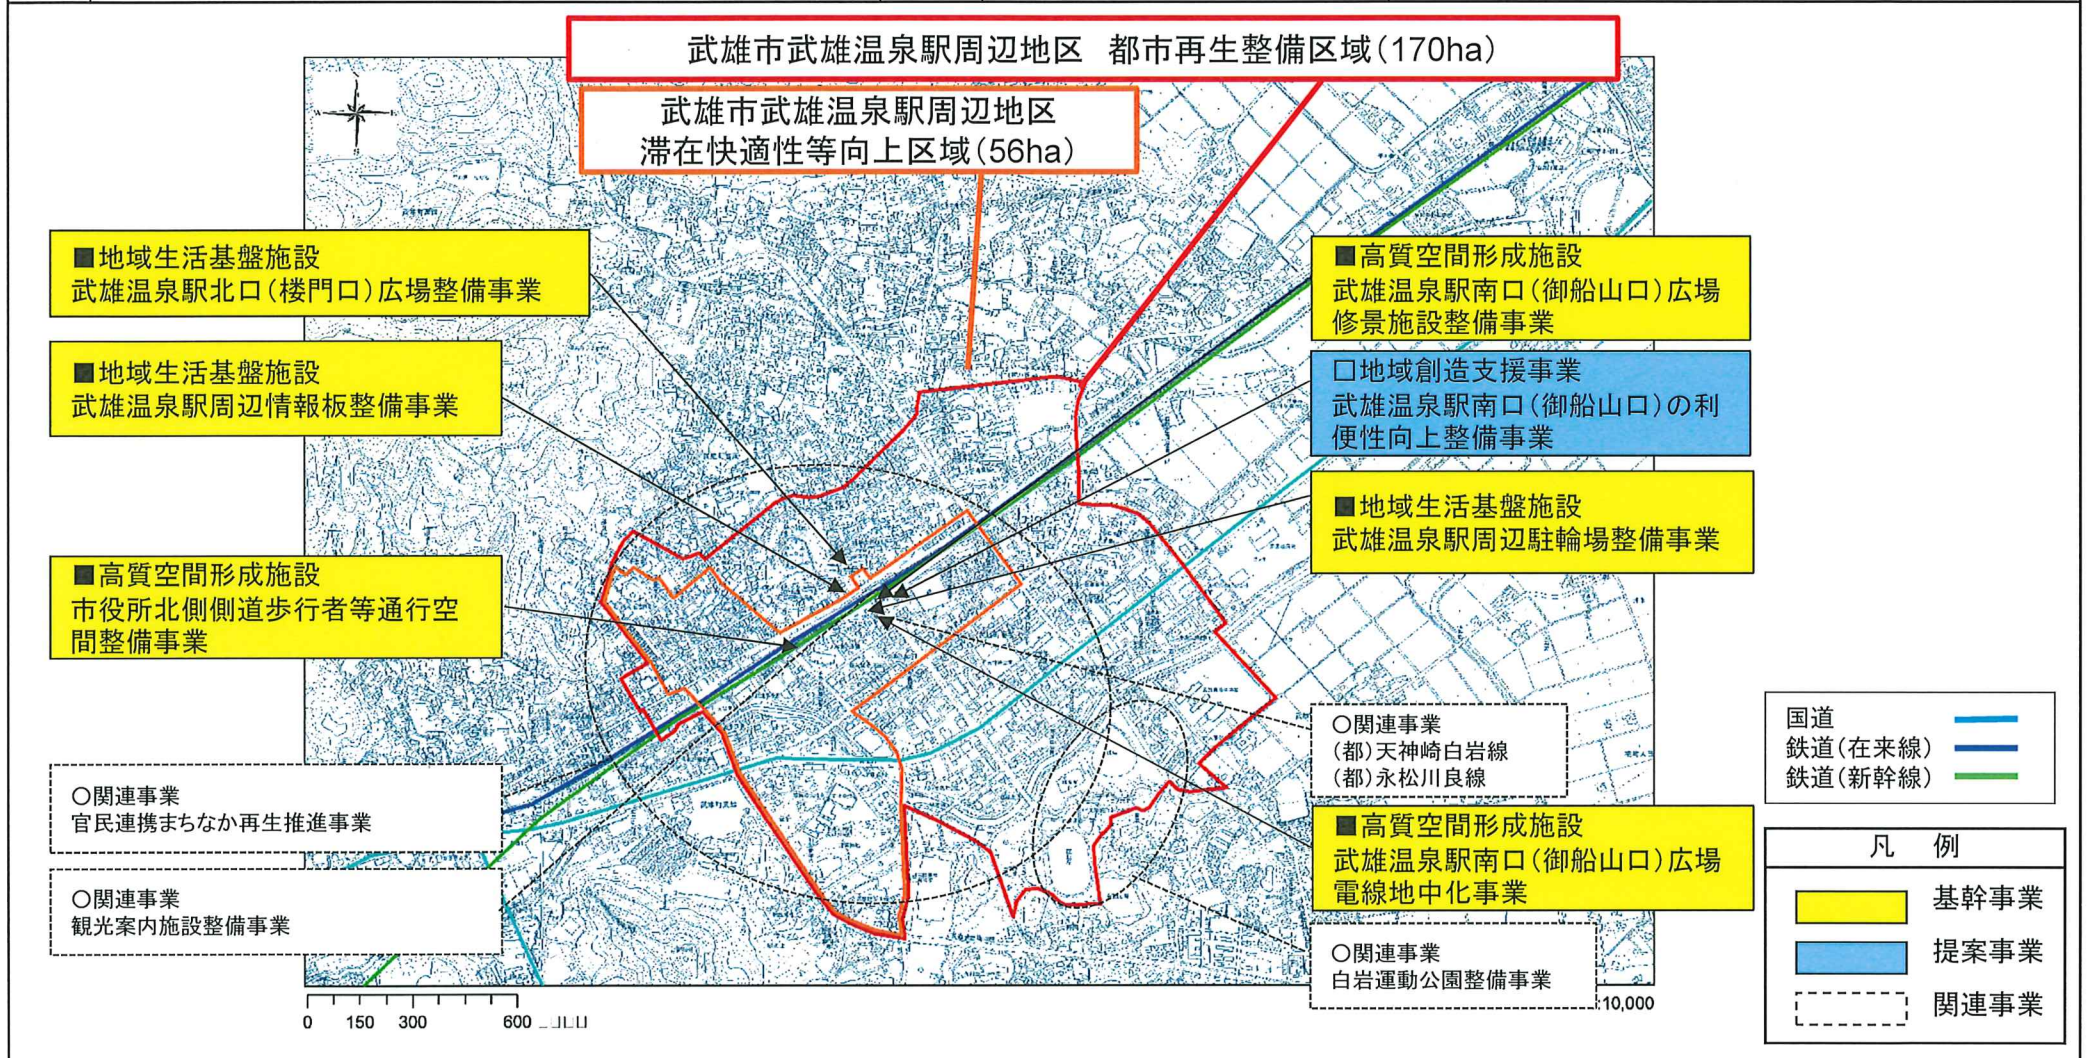 武雄市武雄温泉駅周辺地区 都市再生整備区域(170ha)
武雄市武雄温泉駅周辺地区
滞在快適性等向上区域(56ha)
■地域生活基盤施設
武雄温泉駅北口(楼門口)広場整備事業
■地域生活基盤施設
武雄温泉駅周辺情報板整備事業
■高質空間形成施設
市役所北側側道歩行者等通行空
間整備事業
○関連事業
官民連携まちなか再生推進事業
○関連事業
観光案内施設整備事業
■高質空間形成施設
武雄温泉駅南口(御船山口)広場
修景施設整備事業
□地域創造支援事業
武雄温泉駅南口(御船山口)の利
便性向上整備事業
■地域生活基盤施設
武雄温泉駅周辺駐輪場整備事業
○関連事業
(都)天神崎白岩線
(都)永松川良線
■高質空間形成施設
武雄温泉駅南口(御船山口)広場
電線地中化事業
○関連事業
白岩運動公園整備事業
国道
鉄道(在来線)
鉄道(新幹線)
凡 例
基幹事業
提案事業
関連事業
0 150 300 600
10,000